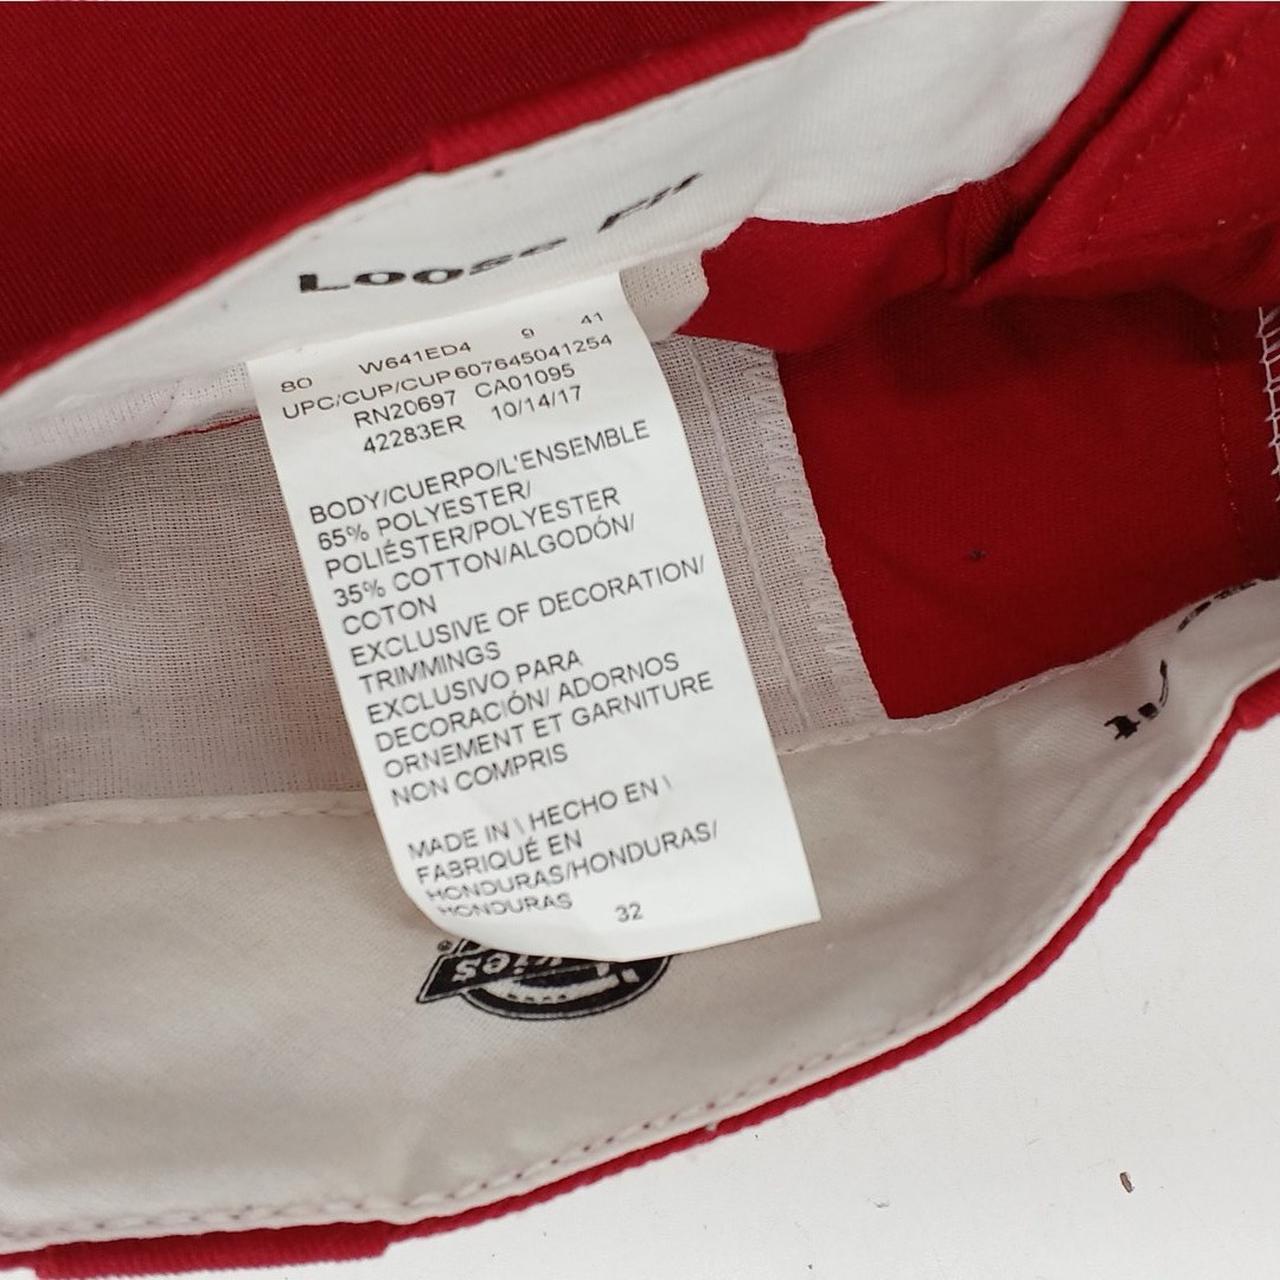 Loose Fit
80 W641ED4 9 41
UPC/CUP/CUP 607645041254
RN20697 CA01095
42283ER 10/14/17
BODY/CUERPO/L'ENSEMBLE
65% POLYESTER/
POLIÉSTER/POLYESTER
35% COTTON/ALGODÓN/
COTON
EXCLUSIVE OF DECORATION/
TRIMMINGS
EXCLUSIVO PARA
DECORACIÓN/ ADORNOS
ORNEMENT ET GARNITURE
NON COMPRIS
MADE IN \ HECHO EN \
FABRIQUÉ EN
HONDURAS/HONDURAS/
HONDURAS 32